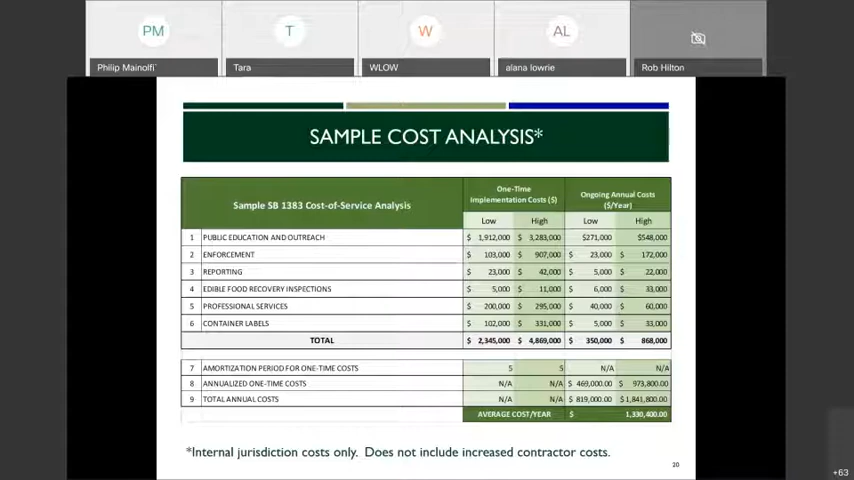 PM
T
W
AL
Philip Mainolfi
Tara
WLOW
alana lowrie
Rob Hilton
SAMPLE COST ANALYSIS*
Sample SB 1383 Cost-of-Service Analysis
One-Time Implementation Costs ($)
Ongoing Annual Costs ($/Year)
Low High Low High
1 PUBLIC EDUCATION AND OUTREACH $ 1,912,000 $ 3,283,000 $271,000 $548,000
2 ENFORCEMENT $ 103,000 $ 907,000 $ 23,000 $ 172,000
3 REPORTING $ 23,000 $ 42,000 $ 5,000 $ 22,000
4 EDIBLE FOOD RECOVERY INSPECTIONS $ 5,000 $ 11,000 $ 6,000 $ 33,000
5 PROFESSIONAL SERVICES $ 200,000 $ 295,000 $ 40,000 $ 60,000
6 CONTAINER LABELS $ 102,000 $ 331,000 $ 5,000 $ 33,000
TOTAL $ 2,345,000 $ 4,869,000 $ 350,000 $ 868,000
7 AMORTIZATION PERIOD FOR ONE-TIME COSTS 5 5 N/A N/A
8 ANNUALIZED ONE-TIME COSTS N/A N/A $ 469,000.00 $ 973,800.00
9 TOTAL ANNUAL COSTS N/A N/A $ 819,000.00 $1,841,800.00
AVERAGE COST/YEAR $ 1,330,400.00
*Internal jurisdiction costs only. Does not include increased contractor costs.
20
+63